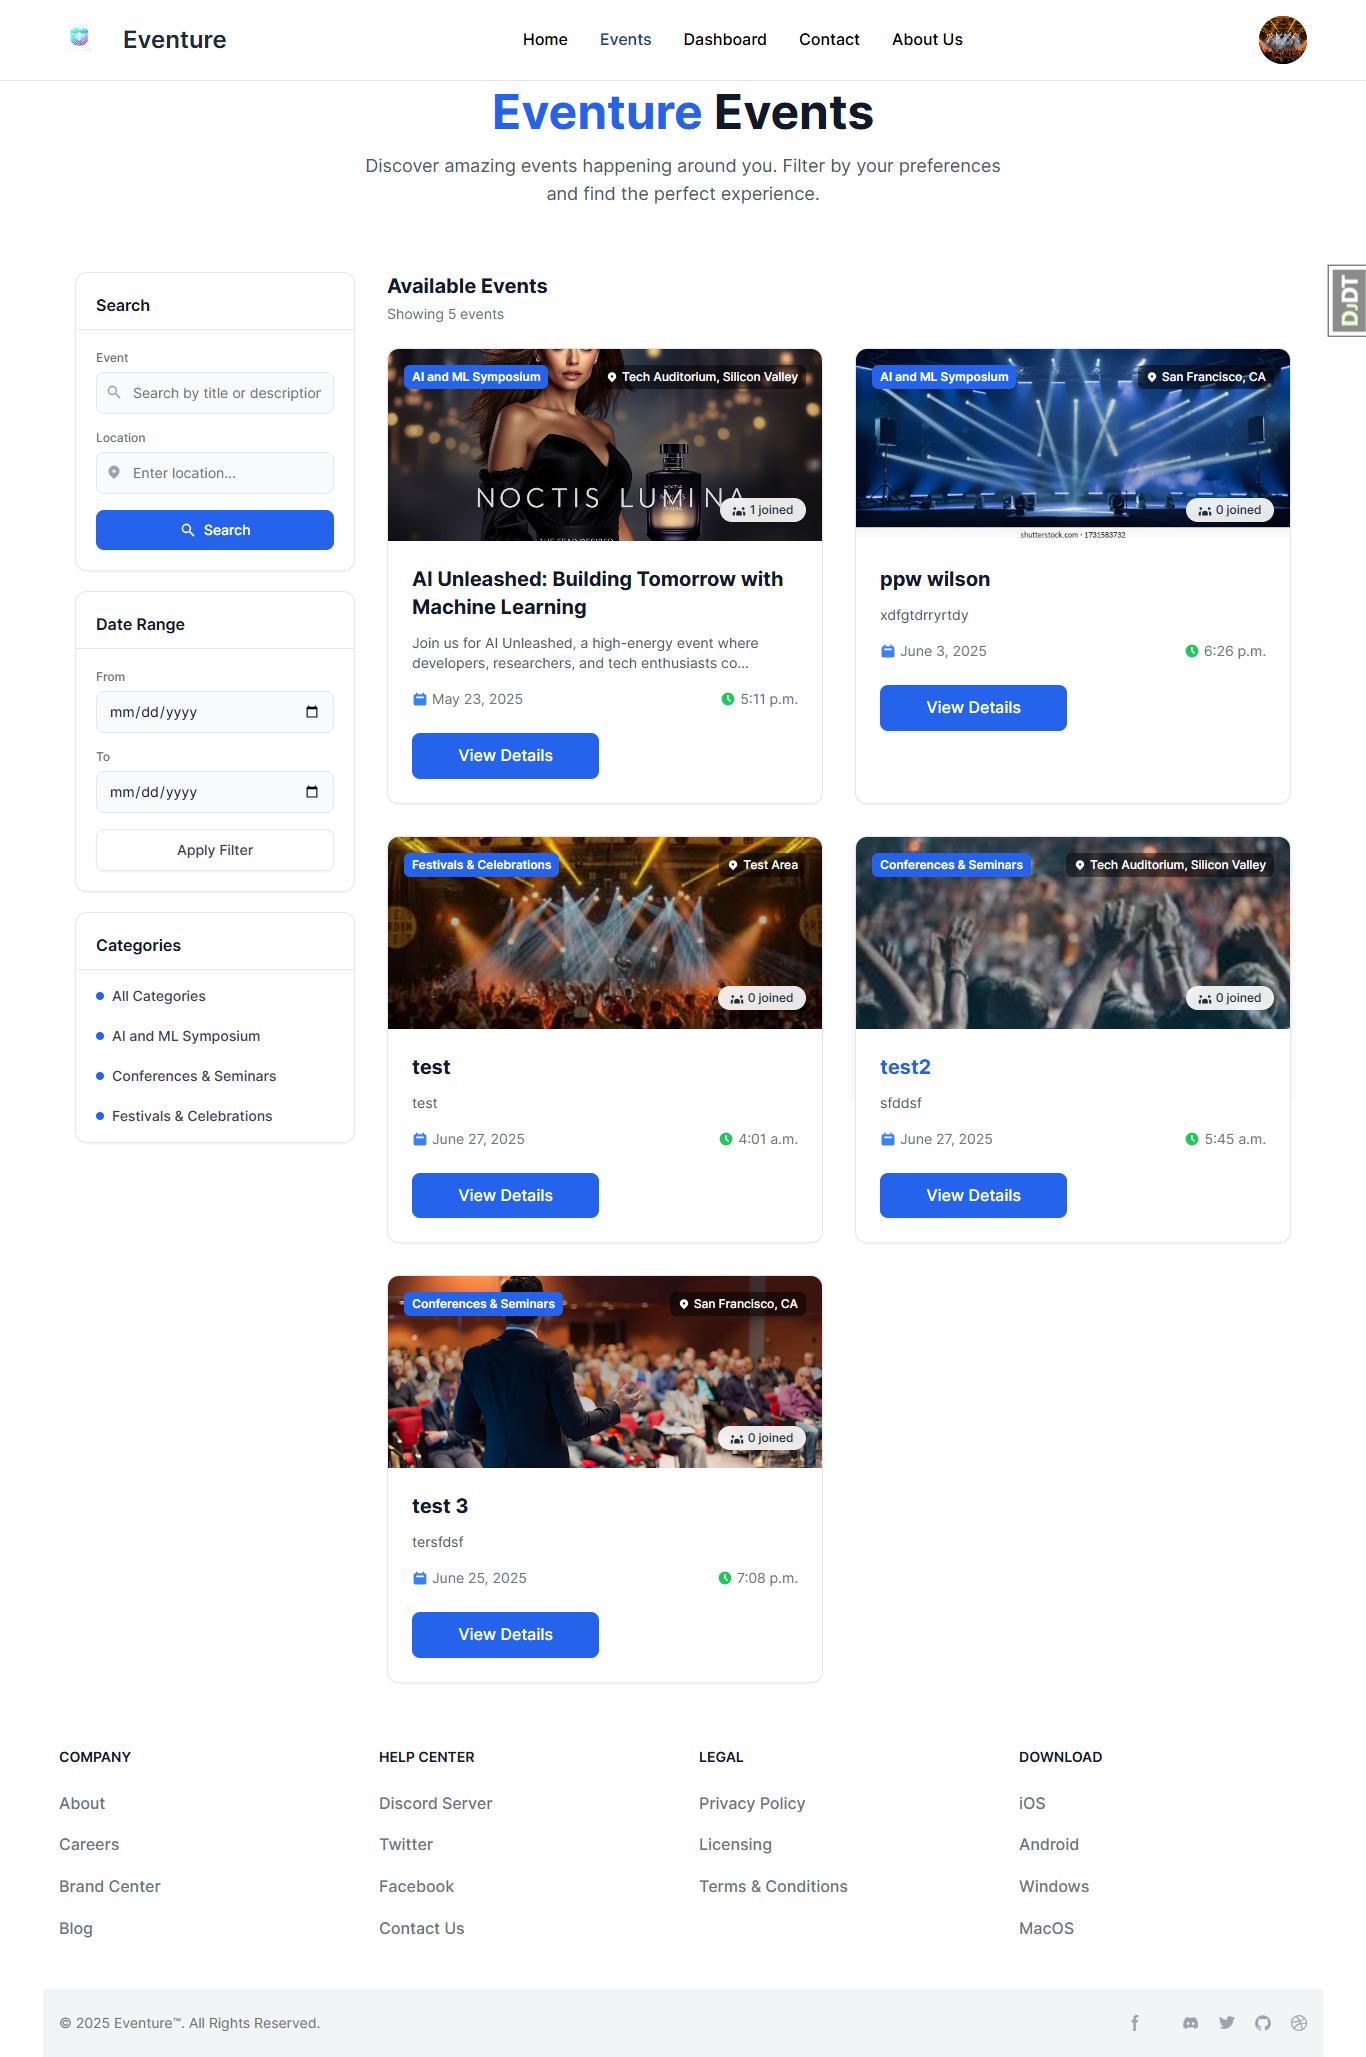 Eventure
Home
Events
Dashboard
Contact
About Us
Eventure Events
Discover amazing events happening around you. Filter by your preferences
and find the perfect experience.
DJDT
Search
Event
Search by title or description
Location
Enter location...
Search
Date Range
From
mm/dd/yyyy
To
mm/dd/yyyy
Apply Filter
Categories
All Categories
AI and ML Symposium
Conferences & Seminars
Festivals & Celebrations
Available Events
Showing 5 events
AI and ML Symposium
Tech Auditorium, Silicon Valley
NOCTIS LUMINA
1 joined
AI Unleashed: Building Tomorrow with
Machine Learning
Join us for AI Unleashed, a high-energy event where
developers, researchers, and tech enthusiasts co...
May 23, 2025
5:11 p.m.
View Details
AI and ML Symposium
San Francisco, CA
0 joined
shutterstock.com · 1731583732
ppw wilson
xdfgtdrryrtdy
June 3, 2025
6:26 p.m.
View Details
Festivals & Celebrations
Test Area
0 joined
test
test
June 27, 2025
4:01 a.m.
View Details
Conferences & Seminars
Tech Auditorium, Silicon Valley
0 joined
test2
sfddsf
June 27, 2025
5:45 a.m.
View Details
Conferences & Seminars
San Francisco, CA
0 joined
test 3
tersfdsf
June 25, 2025
7:08 p.m.
View Details
COMPANY
About
Careers
Brand Center
Blog
HELP CENTER
Discord Server
Twitter
Facebook
Contact Us
LEGAL
Privacy Policy
Licensing
Terms & Conditions
DOWNLOAD
iOS
Android
Windows
MacOS
© 2025 Eventure™. All Rights Reserved.